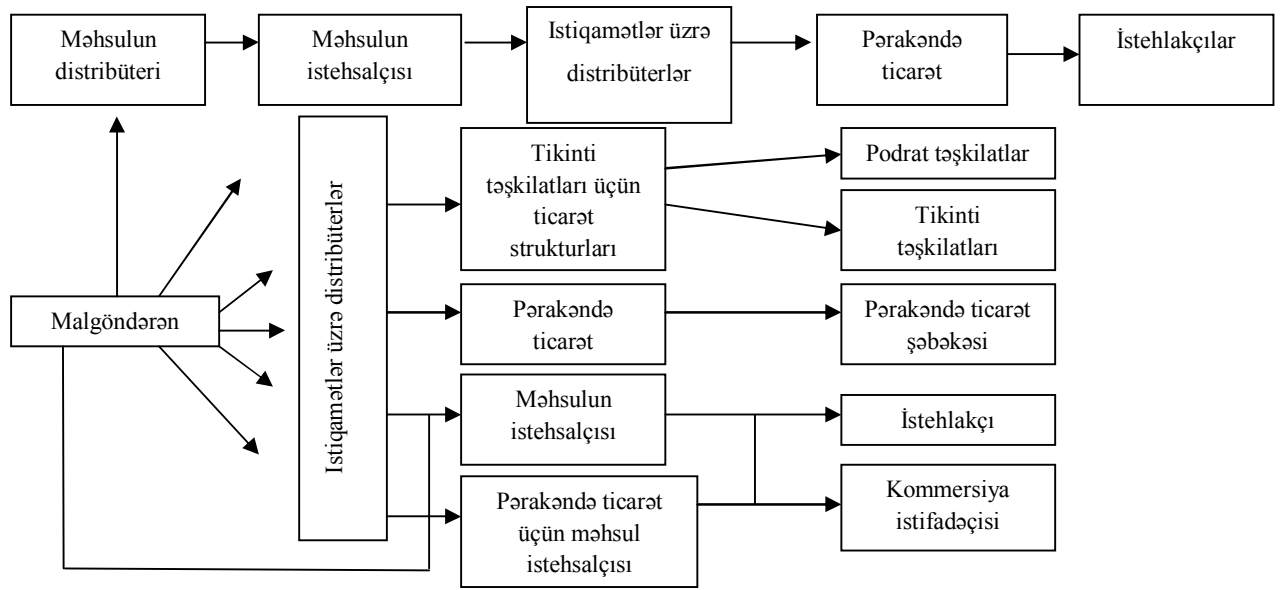 Məhsulun
distribüteri
Məhsulun
istehsalçısı
Istiqamətlər üzrə
distribüterlər
Pərakəndə
ticarət
İstehlakçılar
Malgöndərən
Istiqamətlər üzrə distribüterlər
Tikinti
təşkilatları üçün
ticarət
strukturları
Podrat təşkilatlar
Tikinti
təşkilatları
Pərakəndə
ticarət
Pərakəndə ticarət
şəbəkəsi
Məhsulun
istehsalçısı
İstehlakçı
Pərakəndə ticarət
üçün məhsul
istehsalçısı
Kommersiya
istifadəçisi